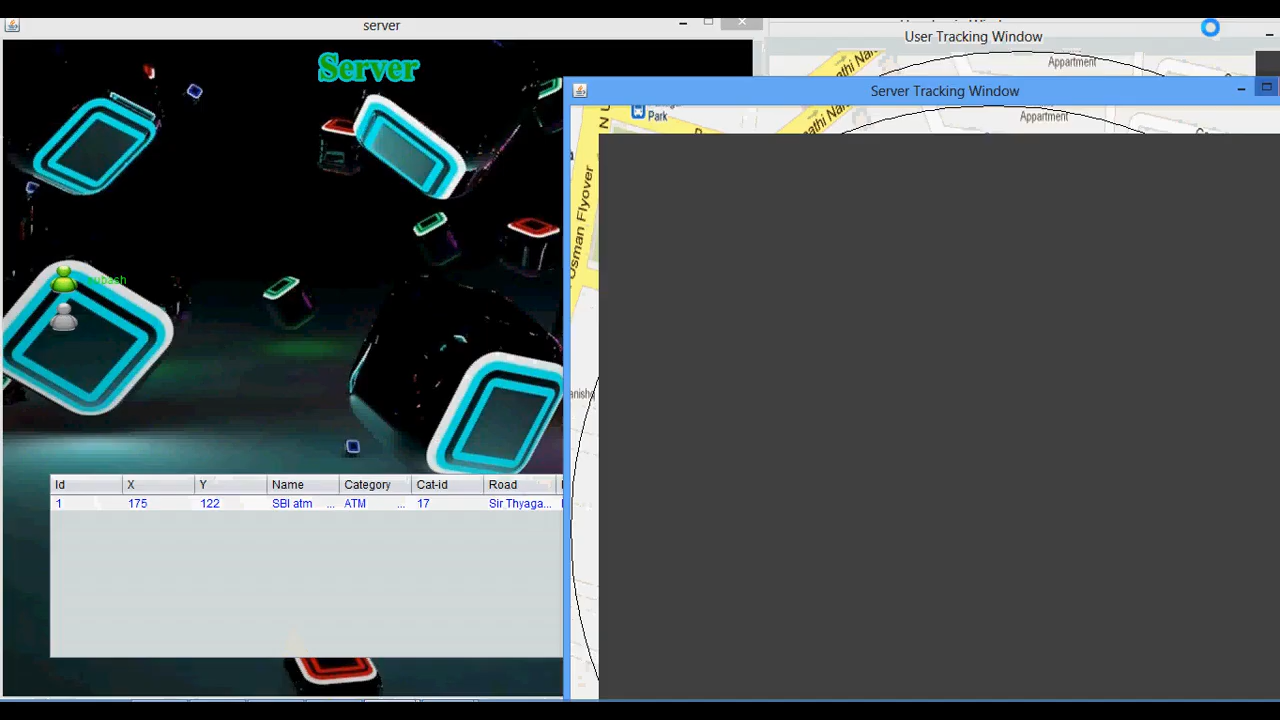 server
User Tracking Window
Server
Appartment
Server Tracking Window
Park
Appartment
Osman Flyover
subash
Id X Y Name Category Cat-id Road
1 175 122 SBI atm ... ATM ... 17 Sir Thyaga...